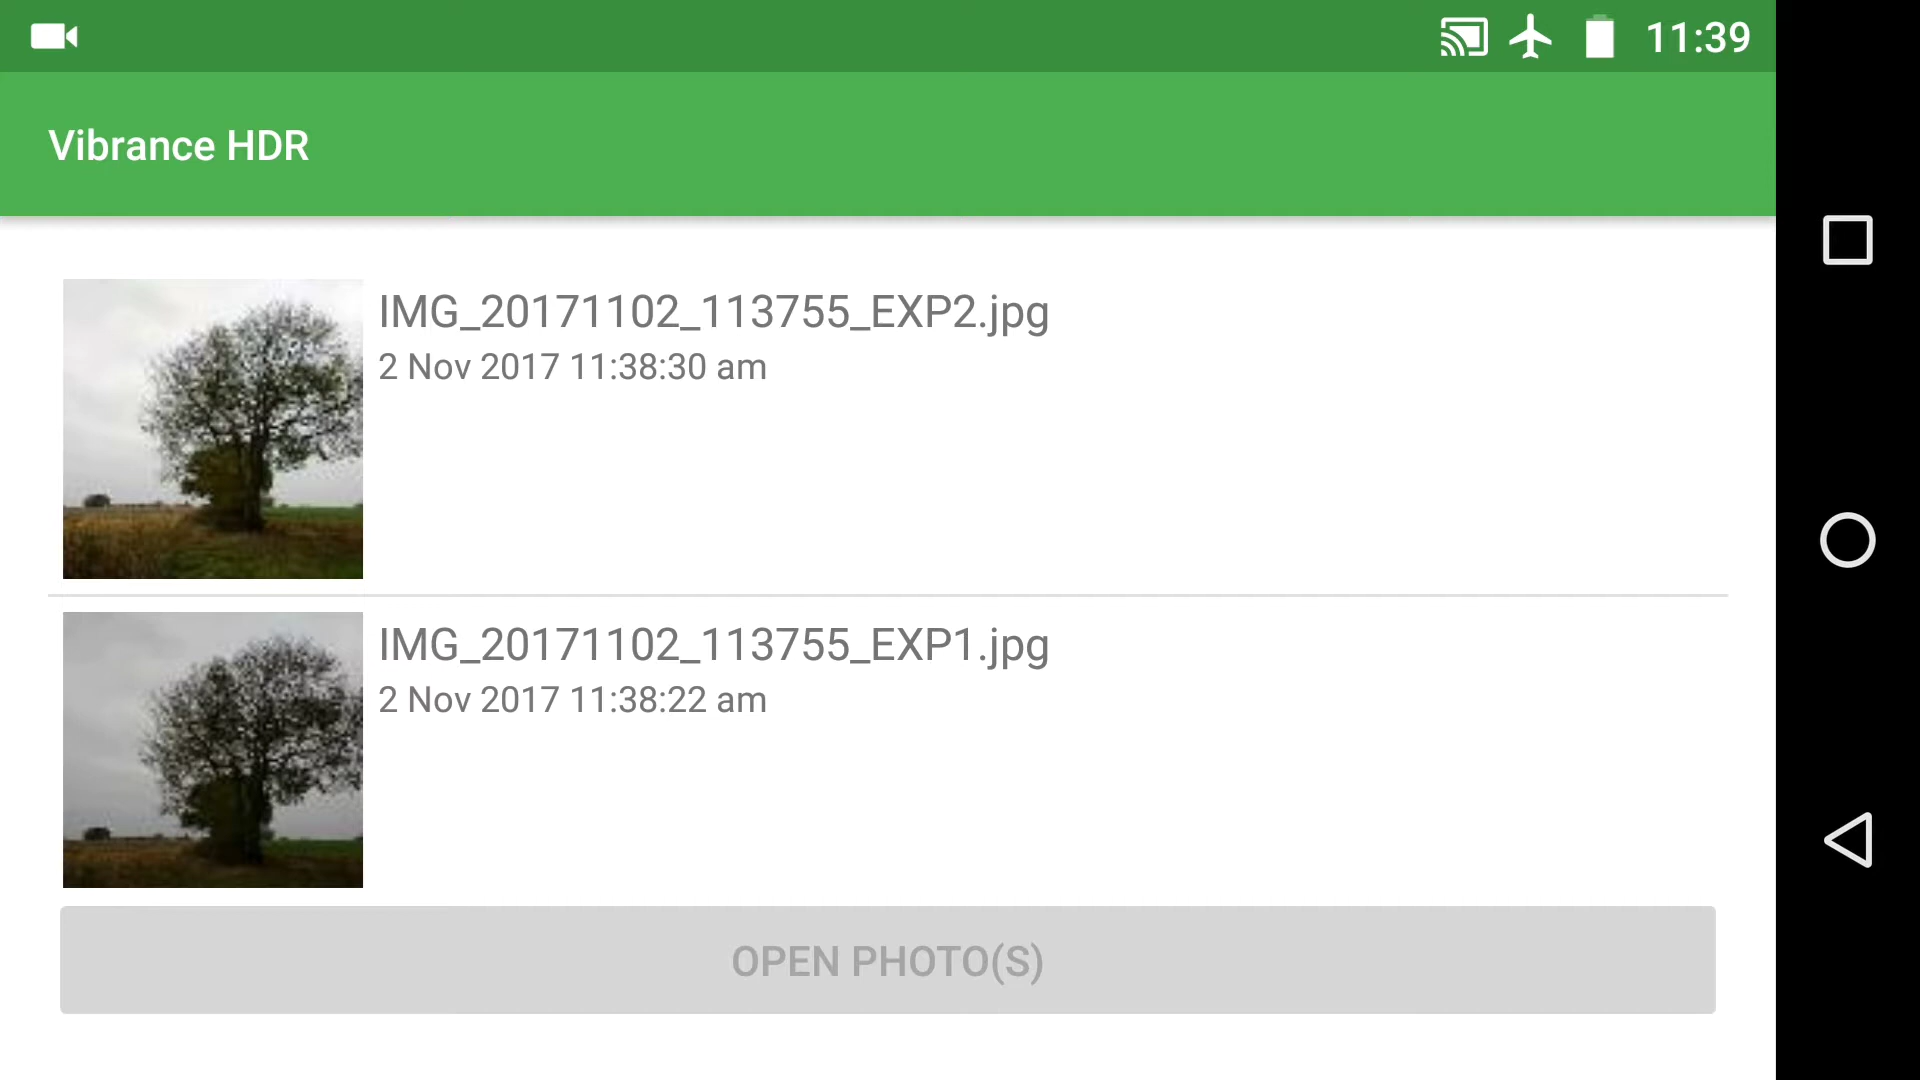 11:39
Vibrance HDR
IMG_20171102_113755_EXP2.jpg
2 Nov 2017 11:38:30 am
IMG_20171102_113755_EXP1.jpg
2 Nov 2017 11:38:22 am
OPEN PHOTO(S)